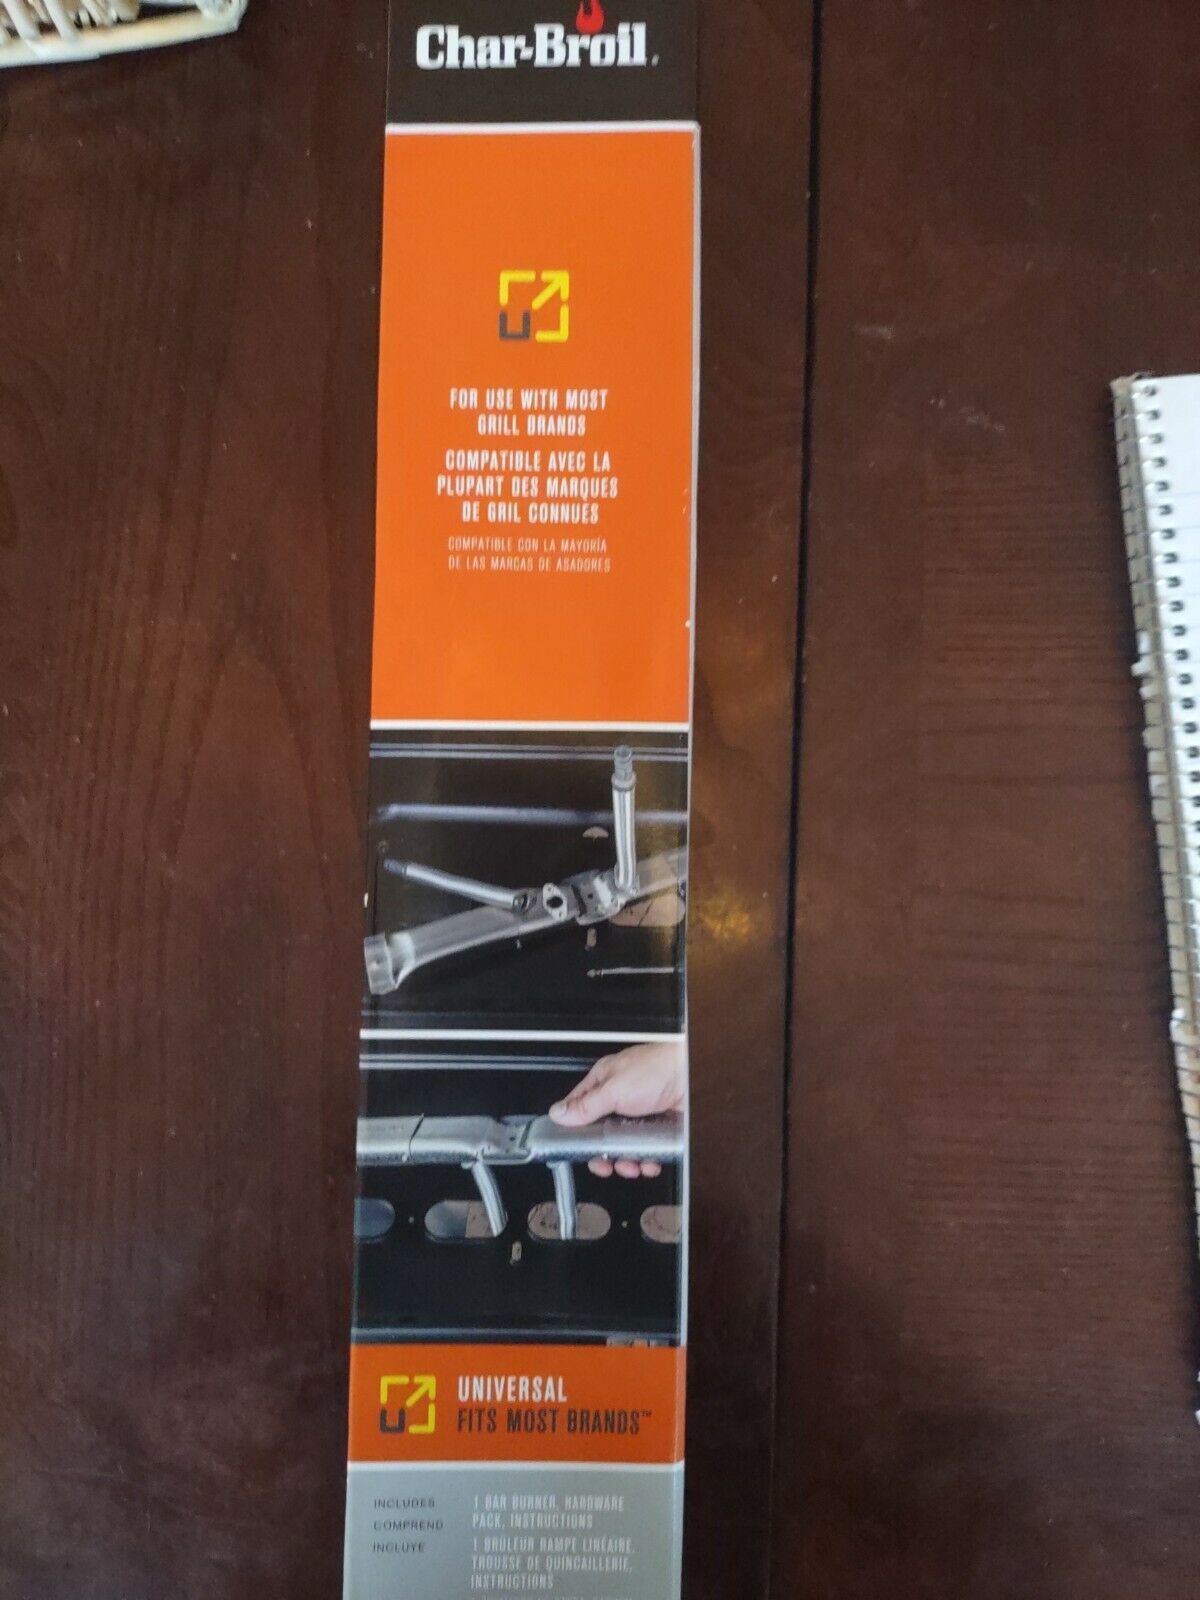 Char-Broil
FOR USE WITH MOST
GRILL BRANDS
COMPATIBLE AVEC LA
PLUPART DES MARQUES
DE GRIL CONNUES
COMPATIBLE CON LA MAYORÍA
DE LAS MARCAS DE ASADORES
UNIVERSAL
FITS MOST BRANDS™
INCLUDES 1 BAR BURNER, HARDWARE
COMPREND PACK, INSTRUCTIONS
INCLUYE 1 BRÛLEUR RAMPE LINÉAIRE,
TROUSSE DE QUINCAILLERIE,
INSTRUCTIONS